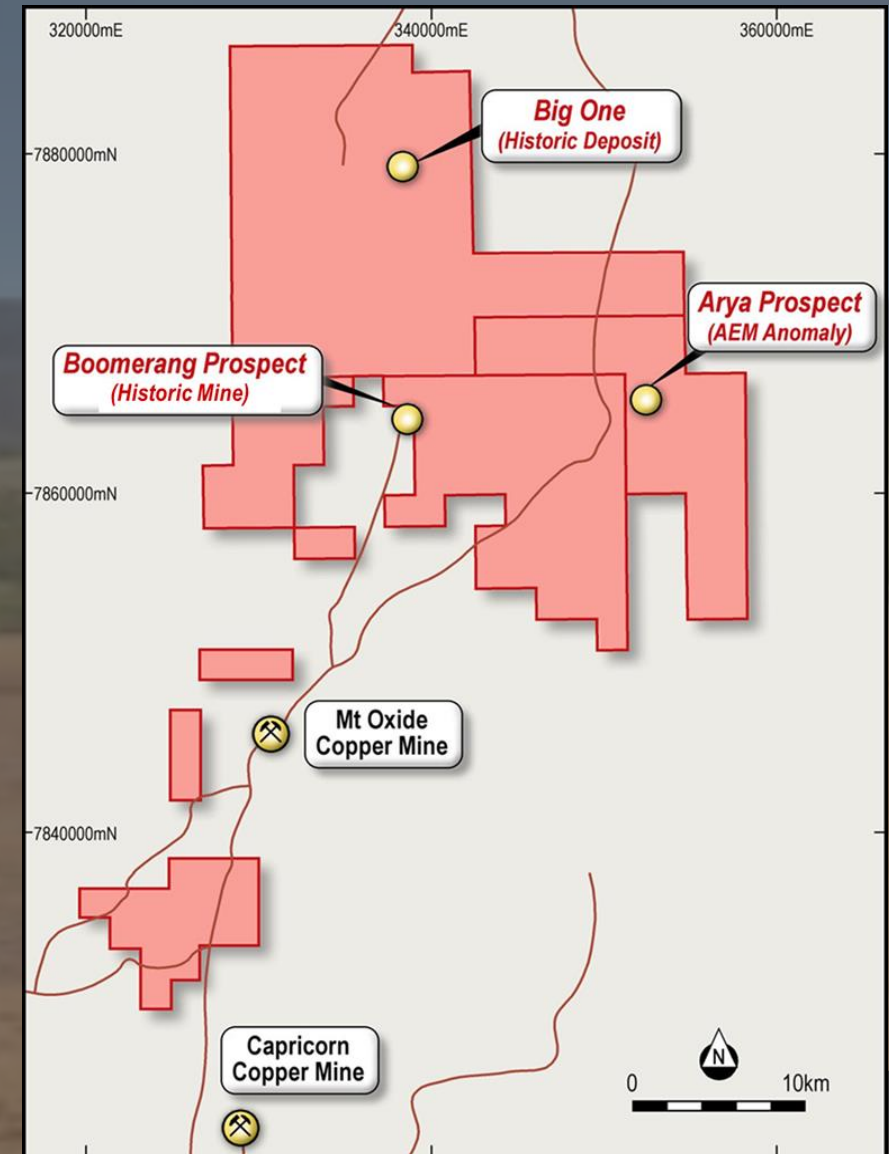 320000mE
340000mE
360000mE
Big One
(Historic Deposit)
7880000mN
Arya Prospect
(AEM Anomaly)
Boomerang Prospect
(Historic Mine)
7860000mN
Mt Oxide
Copper Mine
7840000mN
Capricorn
Copper Mine
N
0
10km